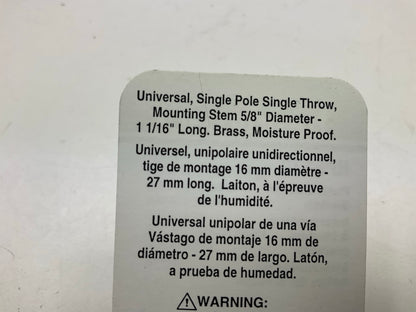 Universal, Single Pole Single Throw,
Mounting Stem 5/8" Diameter -
1 1/16" Long. Brass, Moisture Proof.
Universel, unipolaire unidirectionnel,
tige de montage 16 mm diamètre -
27 mm long. Laiton, à l'épreuve
de l'humidité.
Universal unipolar de una vía
Vástago de montaje 16 mm de
diámetro - 27 mm de largo. Latón,
a prueba de humedad.
⚠WARNING: